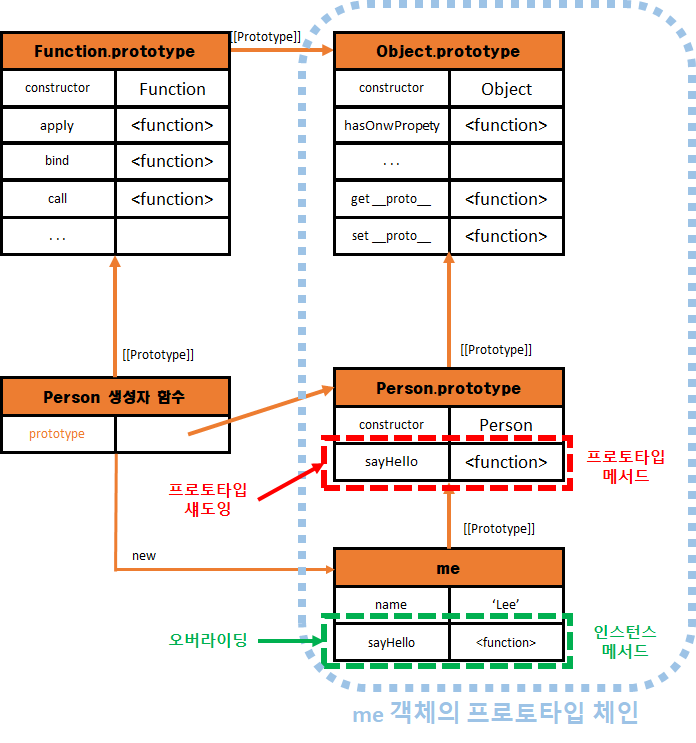 [[Prototype]]
Function.prototype
constructor Function
apply <function>
bind <function>
call <function>
...
Object.prototype
constructor Object
hasOnwPropety <function>
...
get __proto__ <function>
set __proto__ <function>
[[Prototype]]
[[Prototype]]
Person 생성자 함수
prototype
Person.prototype
constructor Person
sayHello <function>
프로토타입
메서드
프로토타입
섀도잉
[[Prototype]]
new
me
name ‘Lee’
sayHello <function>
오버라이딩
인스턴스
메서드
me 객체의 프로토타입 체인